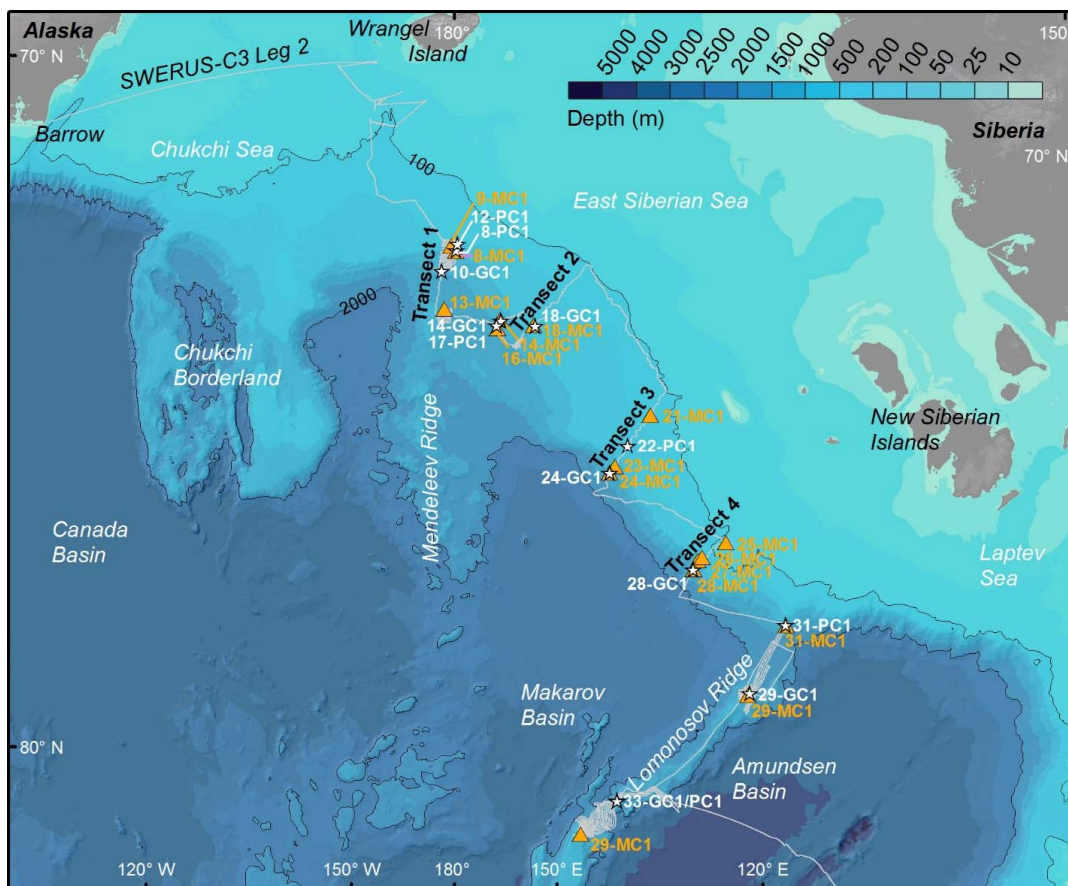 Alaska
Wrangel
Island
180°
150°
70° N
SWERUS-C3 Leg 2
5000
4000
3000
2500
2000
1500
1000
500
200
100
50
25
10
Depth (m)
Siberia
70° N
Barrow
Chukchi Sea
100
East Siberian Sea
9-MC1
12-PC1
8-PC1
8-MC1
10-GC1
Transect 1
13-MC1
Transect 2
2000
14-GC1
17-PC1
18-GC1
18-MC1
14-MC1
16-MC1
Chukchi
Borderland
Mendeleev Ridge
Transect 3
21-MC1
22-PC1
23-MC1
24-GC1
24-MC1
New Siberian
Islands
Canada
Basin
Transect 4
25-MC1
26-MC1
27-MC1
28-GC1
28-MC1
Laptev
Sea
31-PC1
31-MC1
Makarov
Basin
Lomonosov Ridge
29-GC1
29-MC1
80° N
Amundsen
Basin
33-GC1/PC1
29-MC1
120° W
150° W
180°
150° E
120° E